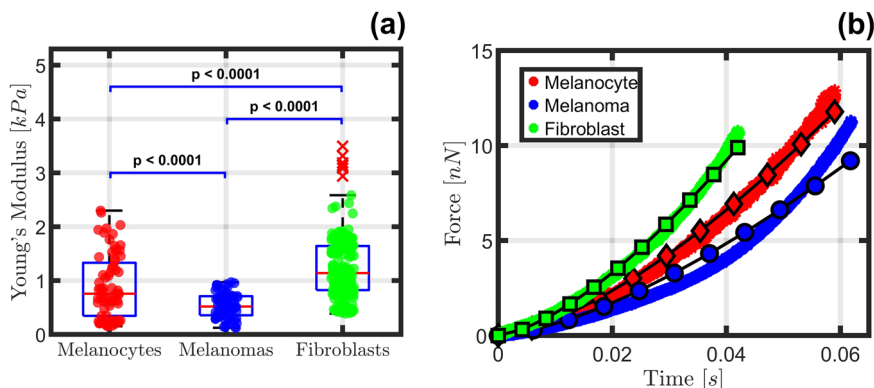 (a)
Young's Modulus [kPa]
5
4
3
2
1
0
p < 0.0001
p < 0.0001
p < 0.0001
Melanocytes Melanomas Fibroblasts
(b)
Force [nN]
15
10
5
0
Melanocyte
Melanoma
Fibroblast
0 0.02 0.04 0.06
Time [s]